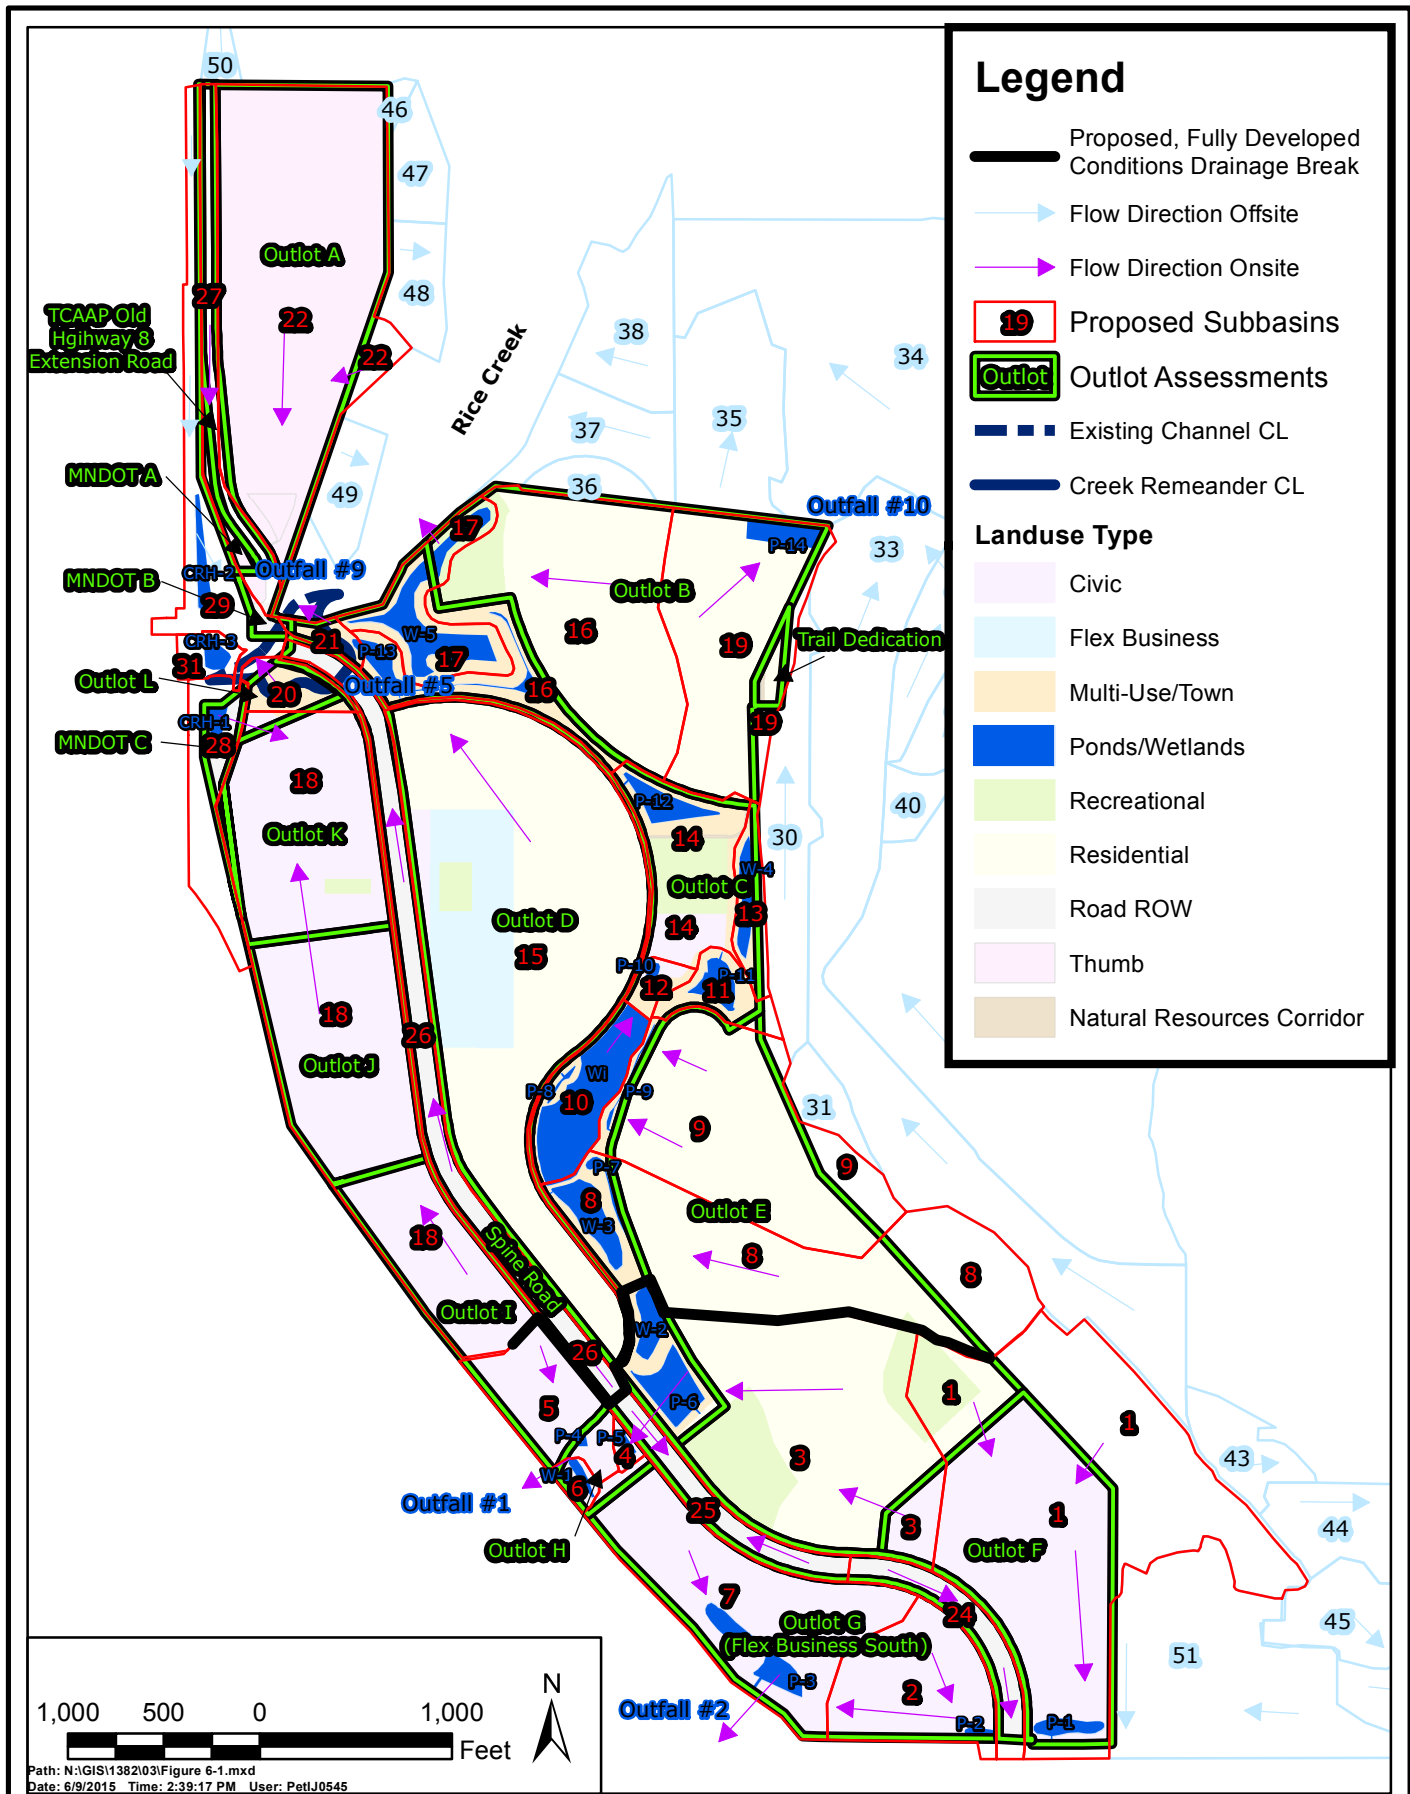 50
46
47
Outlot A
48
27
22
TCAAP Old
Hgihway 8
Extension Road
22
Rice Creek
38
34
35
37
36
49
MNDOT A
17
Outfall #10
P-14
33
CRH-2
Outfall #9
MNDOT B
29
Outlot B
16
W-5
21
CRH-3
P-13
17
19
Trail Dedication
31
Outlot L
20
Outfall #5
16
CRH-1
19
MNDOT C
28
18
P-12
40
Outlot K
14
30
W-4
Outlot C
13
Outlot D
14
15
P-10
P-11
12
11
18
26
Outlot J
Wi
P-8
P-9
10
31
9
P-7
9
8
W-3
Outlot E
18
8
8
Spine Road
Outlot I
W-2
26
1
5
P-6
1
P-4
P-5
4
3
43
W-1
6
Outfall #1
25
3
1
44
Outlot H
Outlot F
7
24
Outlot G
(Flex Business South)
45
51
P-3
2
Outfall #2
P-2
P-1
Legend
Proposed, Fully Developed
Conditions Drainage Break
Flow Direction Offsite
Flow Direction Onsite
19
Proposed Subbasins
Outlot
Outlot Assessments
Existing Channel CL
Creek Remeander CL
Landuse Type
Civic
Flex Business
Multi-Use/Town
Ponds/Wetlands
Recreational
Residential
Road ROW
Thumb
Natural Resources Corridor
N
1,000 500 0 1,000
Feet
Path: N:\GIS\1382\03\Figure 6-1.mxd
Date: 6/9/2015 Time: 2:39:17 PM User: PetlJ0545